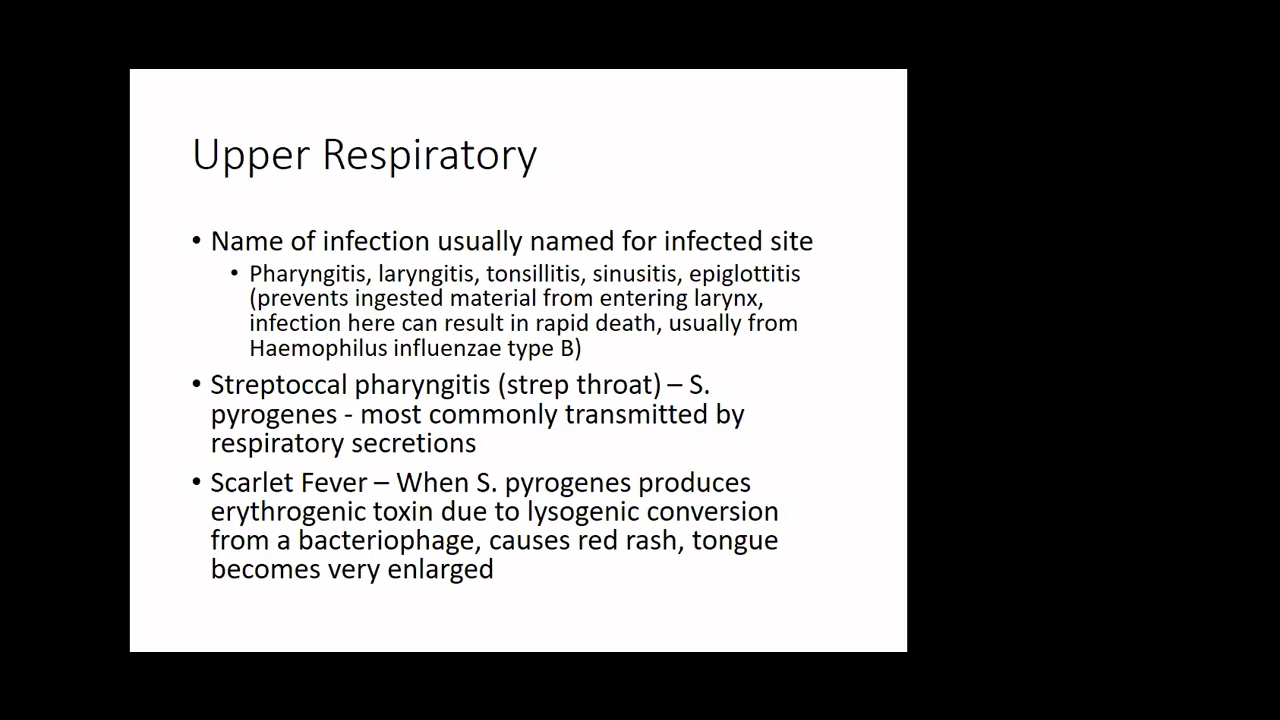 Upper Respiratory
• Name of infection usually named for infected site
• Pharyngitis, laryngitis, tonsillitis, sinusitis, epiglottitis
(prevents ingested material from entering larynx,
infection here can result in rapid death, usually from
Haemophilus influenzae type B)
• Streptoccal pharyngitis (strep throat) – S.
pyrogenes - most commonly transmitted by
respiratory secretions
• Scarlet Fever – When S. pyrogenes produces
erythrogenic toxin due to lysogenic conversion
from a bacteriophage, causes red rash, tongue
becomes very enlarged